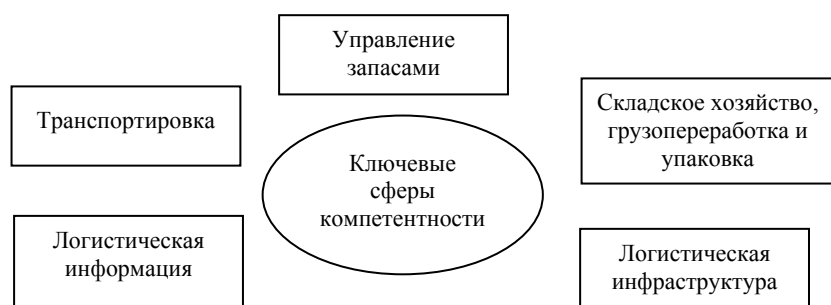 Управление
запасами
Транспортировка
Складское хозяйство,
грузопереработка и
упаковка
Ключевые
сферы
компетентности
Логистическая
информация
Логистическая
инфраструктура